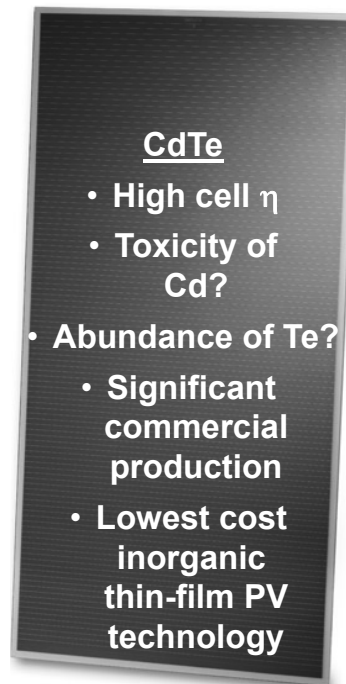 CdTe
• High cell η
• Toxicity of
Cd?
• Abundance of Te?
• Significant
commercial
production
• Lowest cost
inorganic
thin-film PV
technology